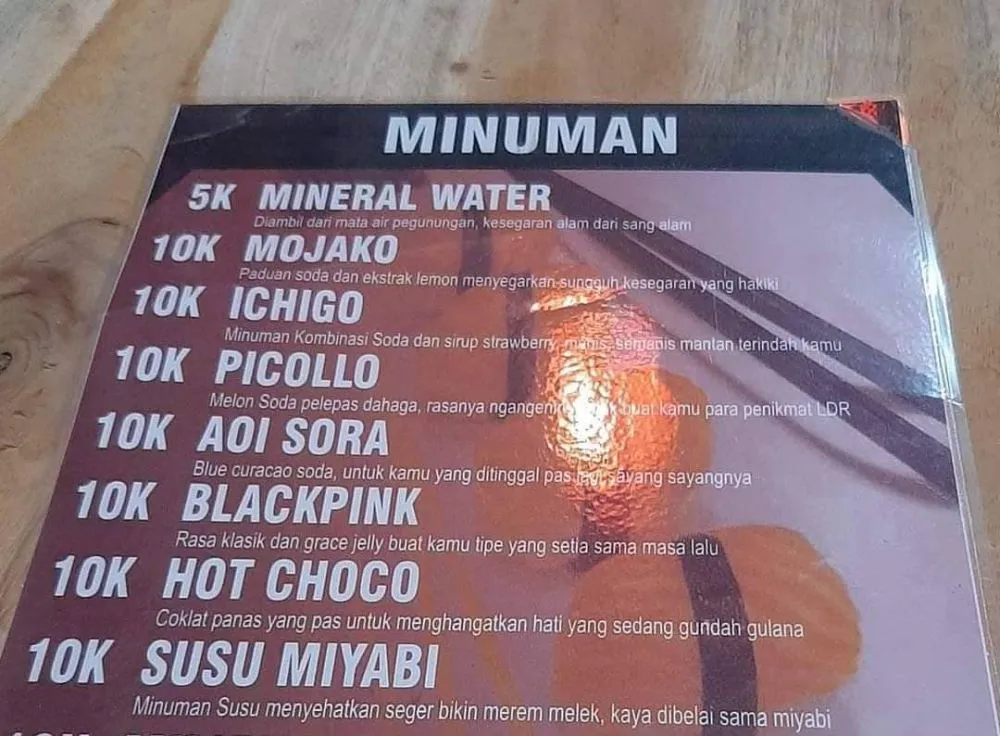 MINUMAN
5K MINERAL WATER
Diambil dari mata air pegunungan, kesegaran alam dari sang alam
10K MOJAKO
Paduan soda dan ekstrak lemon menyegarkan sungguh kesegaran yang hakiki
10K ICHIGO
Minuman Kombinasi Soda dan sirup strawberry, manis, semanis mantan terindah kamu
10K PICOLLO
Melon Soda pelepas dahaga, rasanya ngangenin buat kamu para penikmat LDR
10K AOI SORA
Blue curacao soda, untuk kamu yang ditinggal pas lagi sayang sayangnya
10K BLACKPINK
Rasa klasik dan grace jelly buat kamu tipe yang setia sama masa lalu
10K HOT CHOCO
Coklat panas yang pas untuk menghangatkan hati yang sedang gundah gulana
10K SUSU MIYABI
Minuman Susu menyehatkan seger bikin merem melek, kaya dibelai sama miyabi